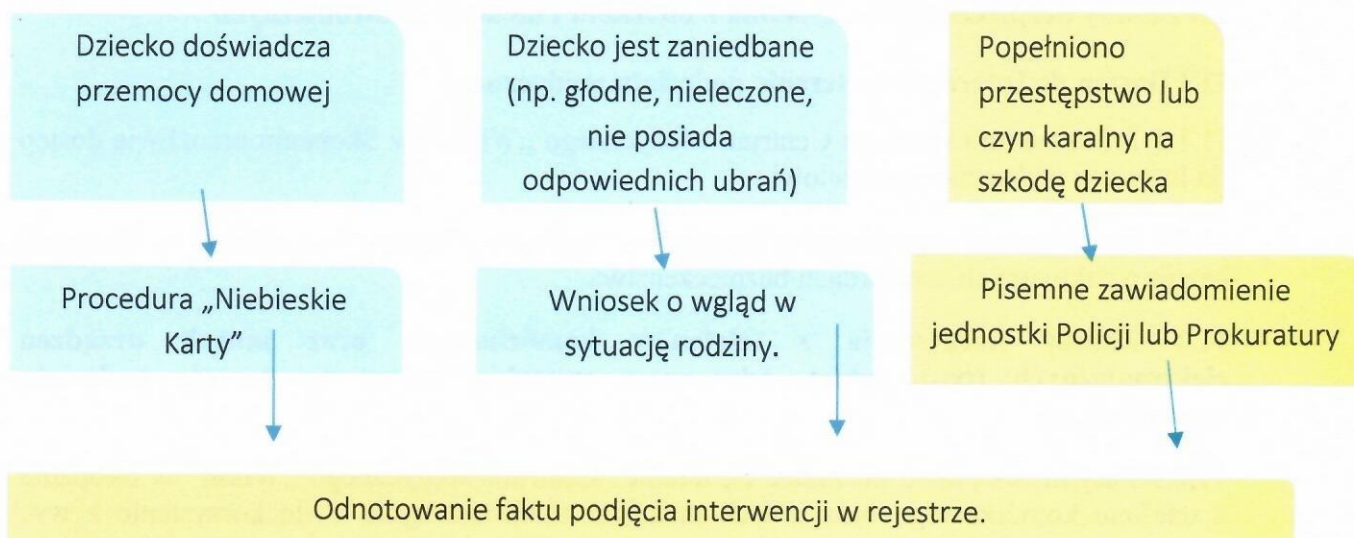 Dziecko doświadcza
przemocy domowej
Dziecko jest zaniedbane
(np. głodne, nieleczone,
nie posiada
odpowiednich ubrań)
Popełniono
przestępstwo lub
czyn karalny na
szkodę dziecka
Procedura „Niebieskie
Karty”
Wniosek o wgląd w
sytuację rodziny.
Pisemne zawiadomienie
jednostki Policji lub Prokuratury
Odnotowanie faktu podjęcia interwencji w rejestrze.